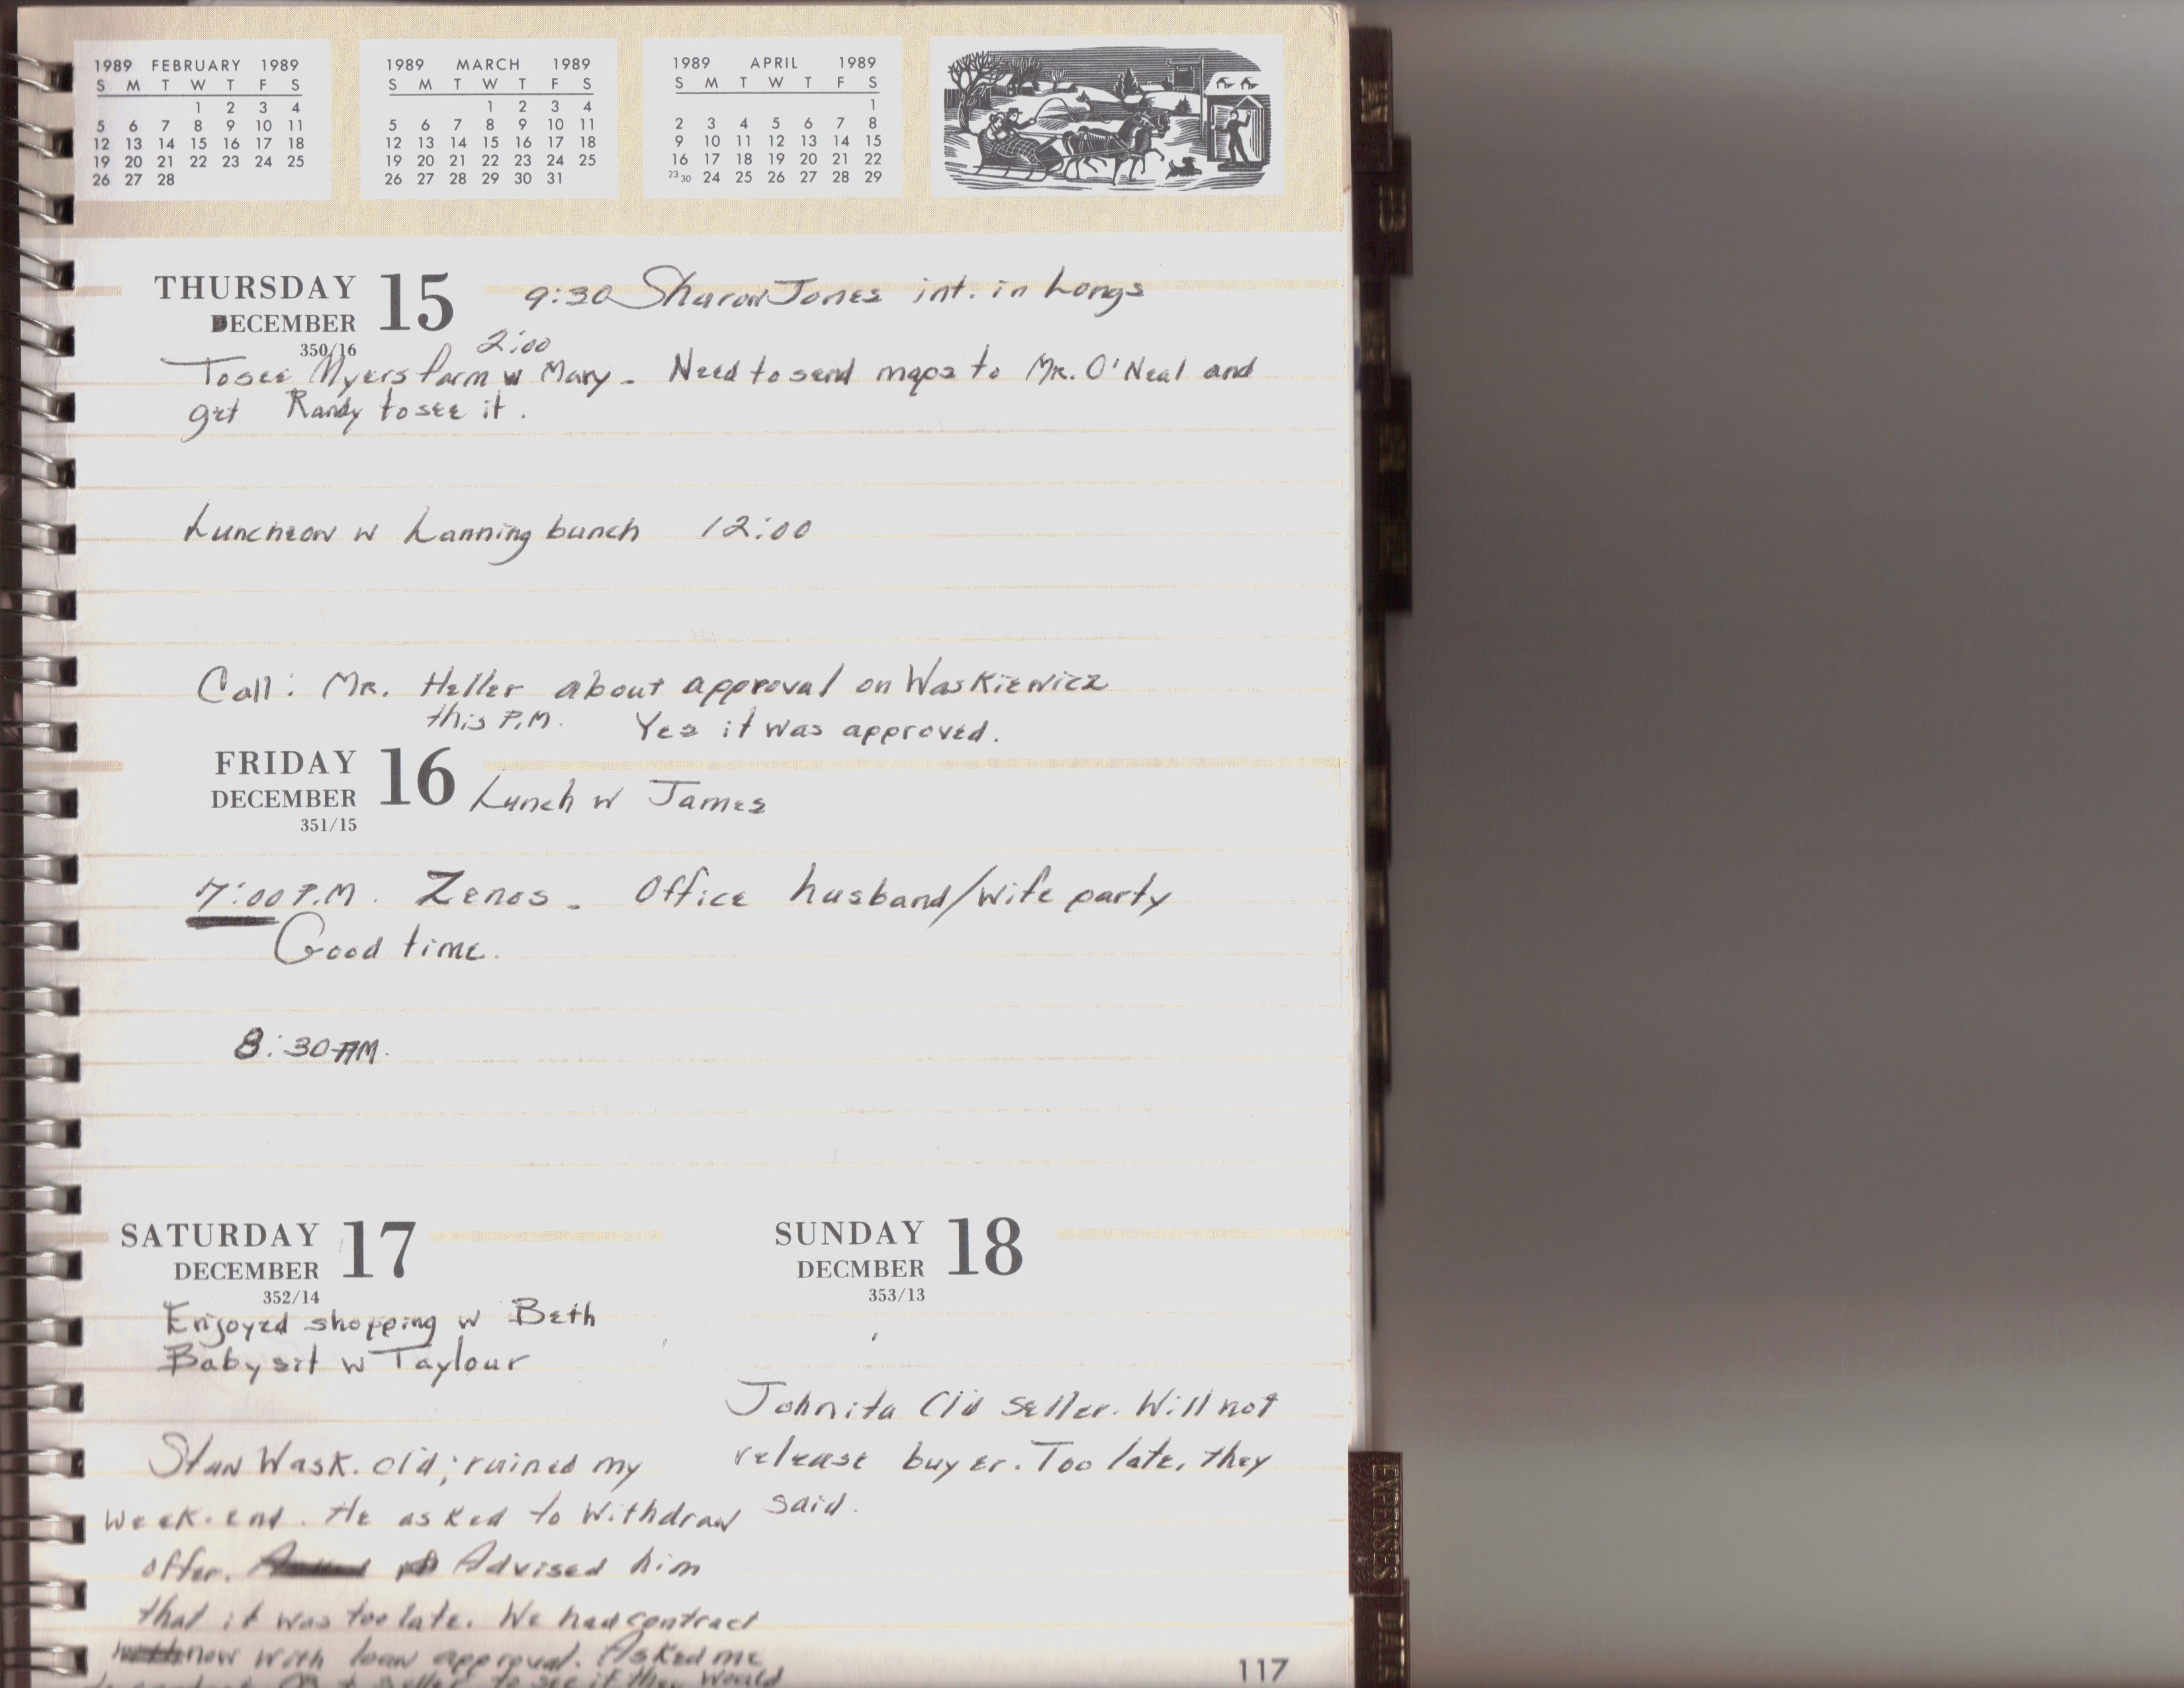 1989 FEBRUARY 1989
S M T W T F S
1 2 3 4
5 6 7 8 9 10 11
12 13 14 15 16 17 18
19 20 21 22 23 24 25
26 27 28
1989 MARCH 1989
S M T W T F S
1 2 3 4
5 6 7 8 9 10 11
12 13 14 15 16 17 18
19 20 21 22 23 24 25
26 27 28 29 30 31
1989 APRIL 1989
S M T W T F S
1
2 3 4 5 6 7 8
9 10 11 12 13 14 15
16 17 18 19 20 21 22
23 30 24 25 26 27 28 29
THURSDAY 15
DECEMBER
350/16
9:30 Sharon Jones int. in Longs
2:00
To see Myers farm w Mary - Need to send maps to Mr. O'Neal and
get Randy to see it.
Luncheon w Lanning bunch 12:00
Call: Mr. Heller about approval on Waskiewicz
this P.M. Yes it was approved.
FRIDAY 16
DECEMBER
351/15
Lunch w James
7:00 P.M. Zenos - Office husband/wife party
Good time.
8:30 AM.
SATURDAY 17
DECEMBER
352/14
Enjoyed shopping w Beth
Babysit w Taylour
Stan Wask. cld; ruined my
week-end. He asked to withdraw
offer. Advised him
that it was too late. We had contract
now with loan approval. Asked me
seller to see if they would
SUNDAY 18
DECMBER
353/13
Johnita Cld seller. Will not
release buyer. Too late, they
said.
117
EXPENSES
DATA